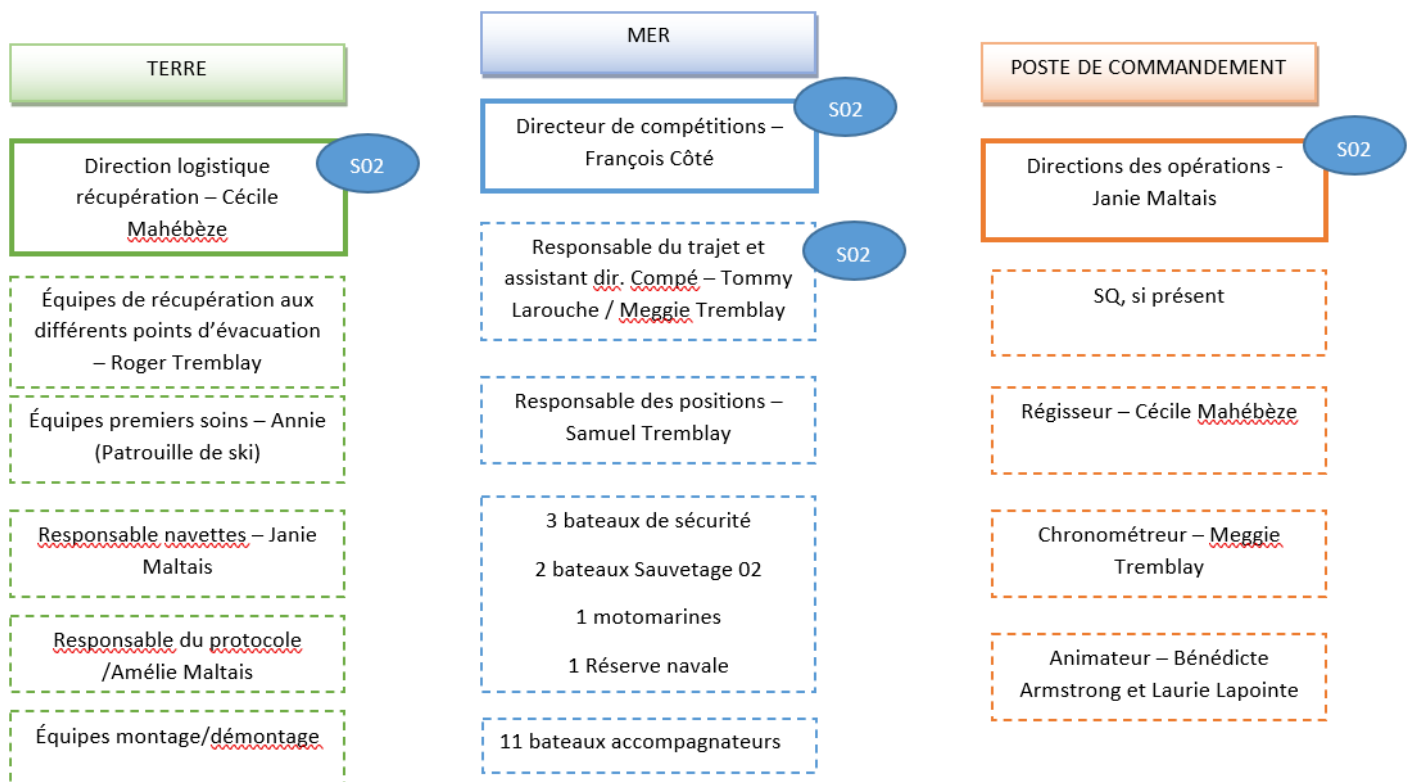 TERRE
S02
Direction logistique
récupération – Cécile
Mahébèze
Équipes de récupération aux
différents points d’évacuation
– Roger Tremblay
Équipes premiers soins – Annie
(Patrouille de ski)
Responsable navettes – Janie
Maltais
Responsable du protocole
/Amélie Maltais
Équipes montage/démontage
MER
S02
Directeur de compétitions –
François Côté
S02
Responsable du trajet et
assistant dir. Compé – Tommy
Larouche / Meggie Tremblay
Responsable des positions –
Samuel Tremblay
3 bateaux de sécurité
2 bateaux Sauvetage 02
1 motomarines
1 Réserve navale
11 bateaux accompagnateurs
POSTE DE COMMANDEMENT
S02
Directions des opérations -
Janie Maltais
SQ, si présent
Régisseur – Cécile Mahébèze
Chronométreur – Meggie
Tremblay
Animateur – Bénédicte
Armstrong et Laurie Lapointe